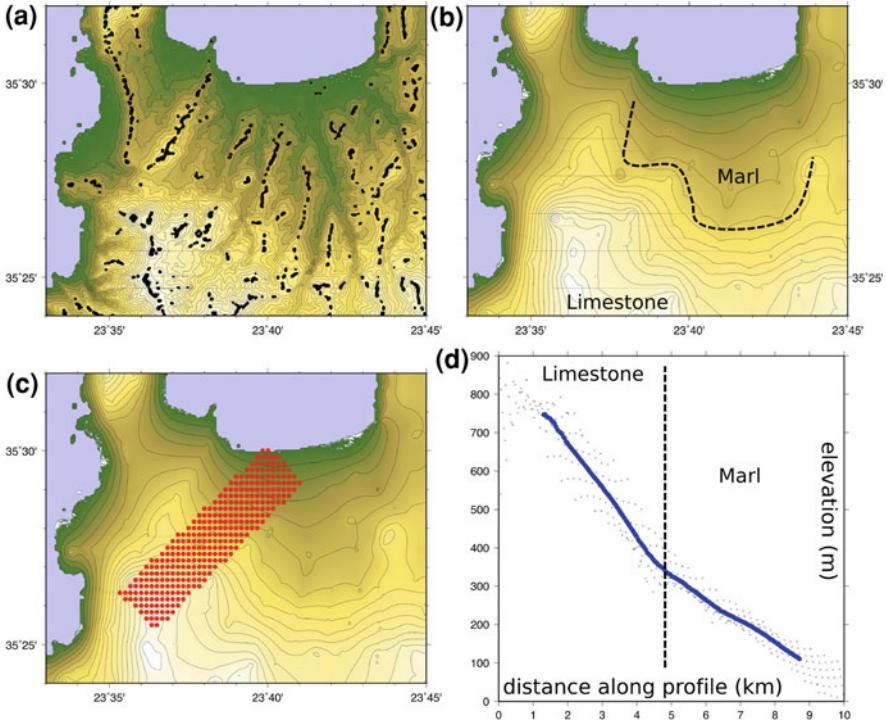 (a)
(b)
35˚30'
35˚25'
23˚35'
23˚40'
23˚45'
Marl
Limestone
35˚30'
35˚25'
23˚35'
23˚40'
23˚45'
(c)
(d)
35˚30'
35˚25'
23˚35'
23˚40'
23˚45'
900
800
700
600
500
400
300
200
100
0
Limestone
Marl
elevation (m)
distance along profile (km)
0 1 2 3 4 5 6 7 8 9 10